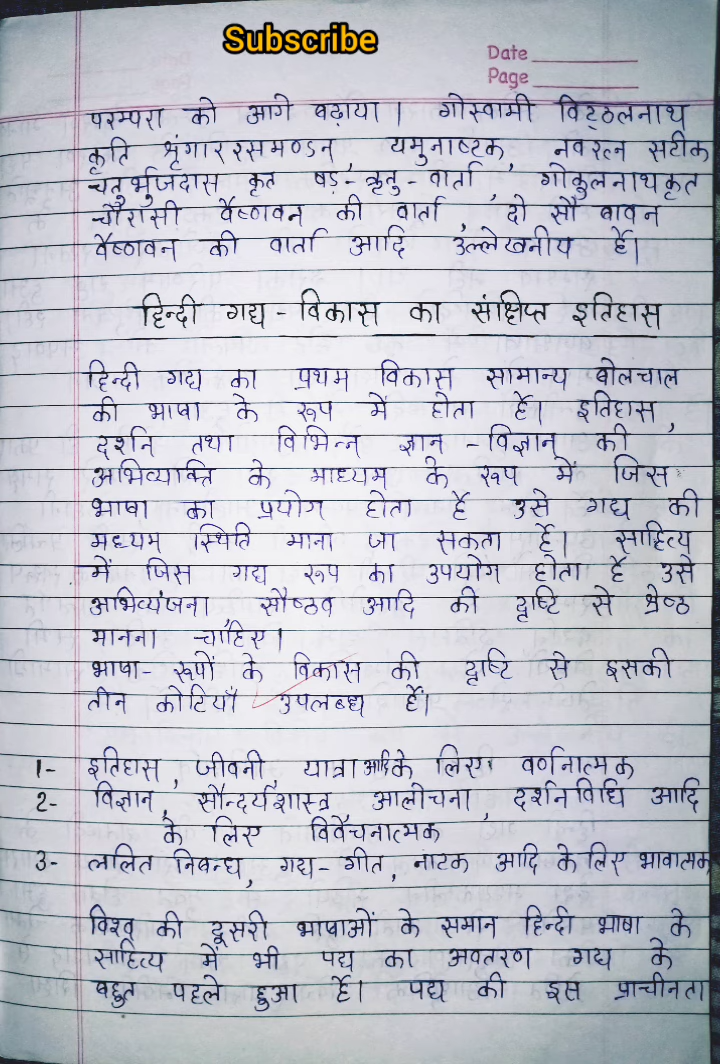 Subscribe
Date
Page
परम्परा को आगे बढ़ाया। गोस्वामी विट्ठलनाथ
कृति श्रृंगार रसमण्डन, यमुनाष्टक, नवरत्न सटीक
चतुर्भुजदास कृत षड्-ऋतु-वार्ता, गोकुलनाथकृत
चौरासी वैष्णवन की वार्ता, दो सौ बावन
वैष्णवन की वार्ता आदि उल्लेखनीय हैं।
हिन्दी गद्य-विकास का संक्षिप्त इतिहास
हिन्दी गद्य का प्रथम विकास सामान्य बोलचाल
की भाषा के रूप में होता है। इतिहास,
दर्शन तथा विभिन्न ज्ञान-विज्ञान की
अभिव्यक्ति के माध्यम के रूप में जिस
भाषा का प्रयोग होता है उसे गद्य की
मध्यम स्थिति माना जा सकता है। साहित्य
में जिस गद्य रूप का उपयोग होता है उसे
अभिव्यंजना सौष्ठव आदि की दृष्टि से श्रेष्ठ
मानना चाहिए।
भाषा-रूपों के विकास की दृष्टि से इसकी
तीन कोटियाँ उपलब्ध हैं।
1- इतिहास, जीवनी यात्रा आदि के लिए वर्णनात्मक
2- विज्ञान, सौन्दर्यशास्त्र आलोचना, दर्शन विधि आदि
के लिए विवेचनात्मक
3- ललित निबन्ध, गद्य-गीत, नाटक आदि के लिए भावात्मक
विश्व की दूसरी भाषाओं के समान हिन्दी भाषा के
साहित्य में भी पद्य का अवतरण गद्य के
बहुत पहले हुआ है। पद्य की इस प्राचीनता